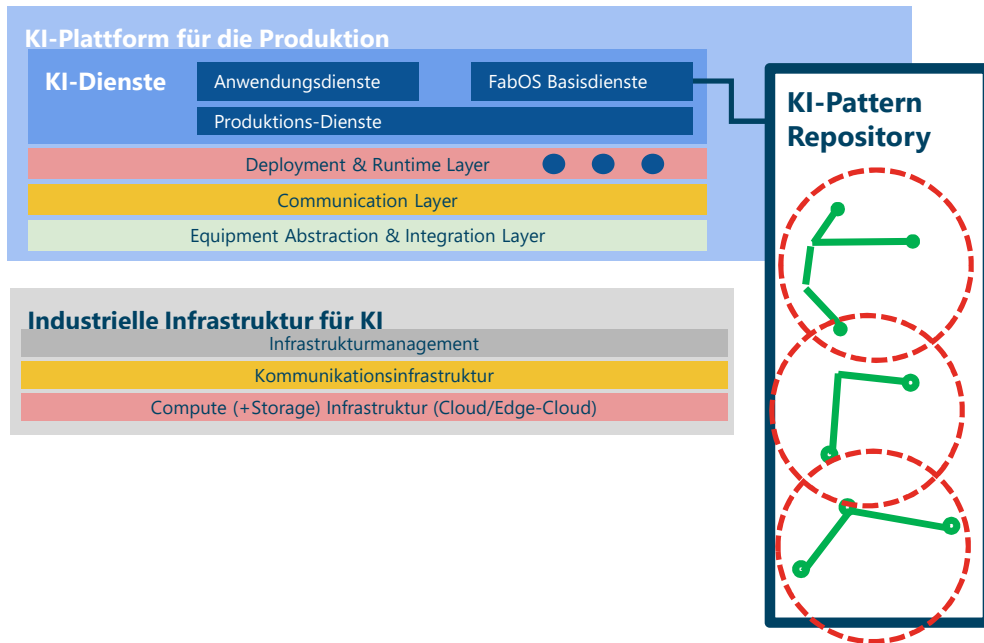 KI-Plattform für die Produktion
KI-Dienste
Anwendungsdienste
FabOS Basisdienste
Produktions-Dienste
Deployment & Runtime Layer
Communication Layer
Equipment Abstraction & Integration Layer
KI-Pattern
Repository
Industrielle Infrastruktur für KI
Infrastrukturmanagement
Kommunikationsinfrastruktur
Compute (+Storage) Infrastruktur (Cloud/Edge-Cloud)